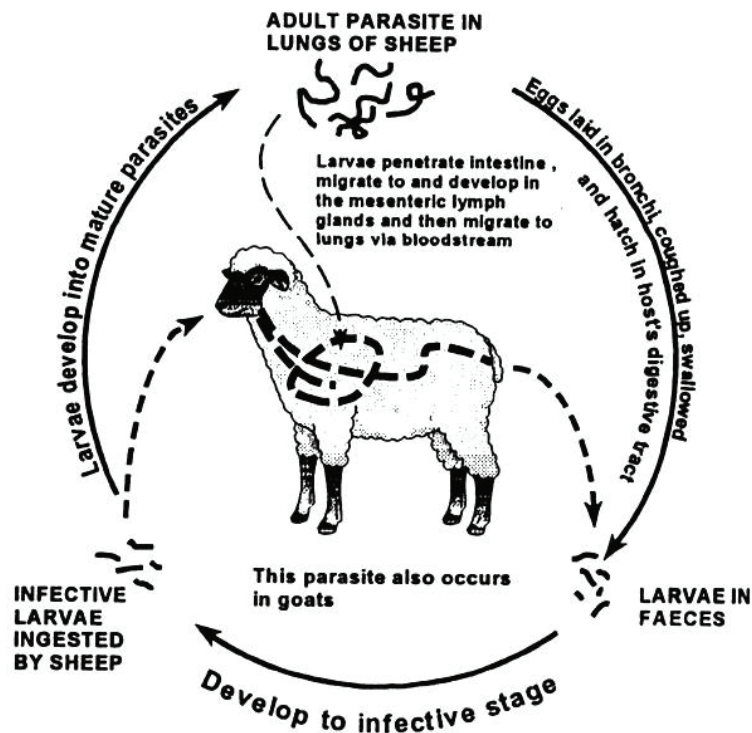 ADULT PARASITE IN
LUNGS OF SHEEP
Eggs laid in bronchi, coughed up, swallowed
and hatch in host's digestive tract
Larvae penetrate intestine ,
migrate to and develop in
the mesenteric lymph
glands and then migrate to
lungs via bloodstream
Larvae develop into mature parasites
INFECTIVE
LARVAE
INGESTED
BY SHEEP
This parasite also occurs
in goats
LARVAE IN
FAECES
Develop to infective stage